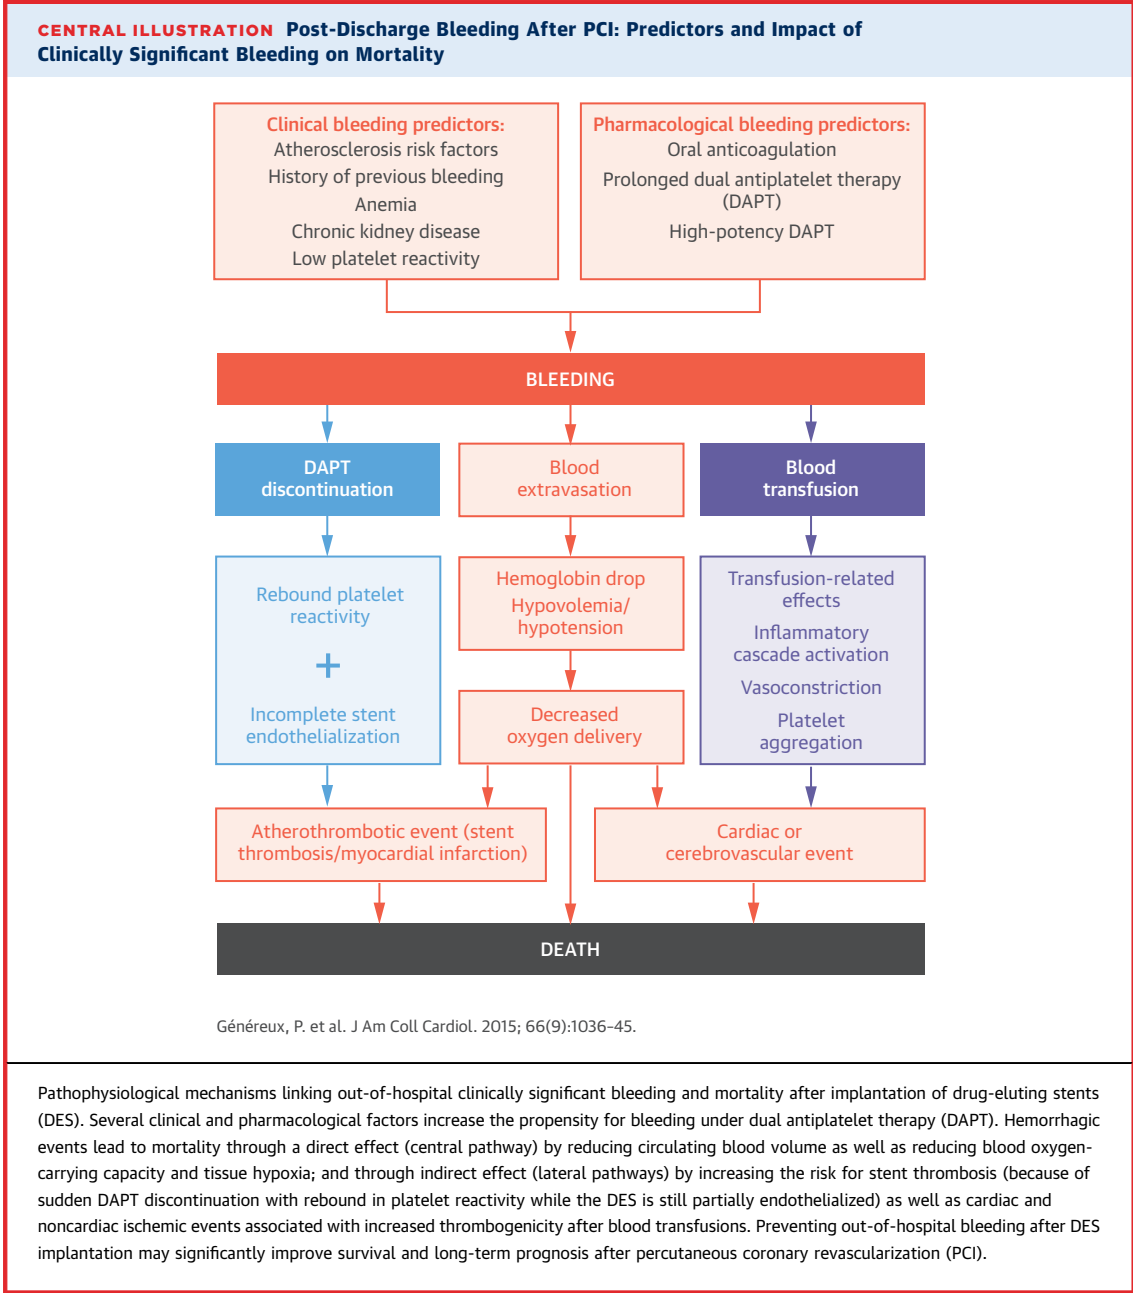 CENTRAL ILLUSTRATION Post-Discharge Bleeding After PCI: Predictors and Impact of
Clinically Significant Bleeding on Mortality
Clinical bleeding predictors:
Atherosclerosis risk factors
History of previous bleeding
Anemia
Chronic kidney disease
Low platelet reactivity
Pharmacological bleeding predictors:
Oral anticoagulation
Prolonged dual antiplatelet therapy
(DAPT)
High-potency DAPT
BLEEDING
DAPT
discontinuation
Blood
extravasation
Blood
transfusion
Rebound platelet
reactivity
+
Incomplete stent
endothelialization
Hemoglobin drop
Hypovolemia/
hypotension
Decreased
oxygen delivery
Transfusion-related
effects
Inflammatory
cascade activation
Vasoconstriction
Platelet
aggregation
Atherothrombotic event (stent
thrombosis/myocardial infarction)
Cardiac or
cerebrovascular event
DEATH
Généreux, P. et al. J Am Coll Cardiol. 2015; 66(9):1036–45.
Pathophysiological mechanisms linking out-of-hospital clinically significant bleeding and mortality after implantation of drug-eluting stents
(DES). Several clinical and pharmacological factors increase the propensity for bleeding under dual antiplatelet therapy (DAPT). Hemorrhagic
events lead to mortality through a direct effect (central pathway) by reducing circulating blood volume as well as reducing blood oxygen-
carrying capacity and tissue hypoxia; and through indirect effect (lateral pathways) by increasing the risk for stent thrombosis (because of
sudden DAPT discontinuation with rebound in platelet reactivity while the DES is still partially endothelialized) as well as cardiac and
noncardiac ischemic events associated with increased thrombogenicity after blood transfusions. Preventing out-of-hospital bleeding after DES
implantation may significantly improve survival and long-term prognosis after percutaneous coronary revascularization (PCI).